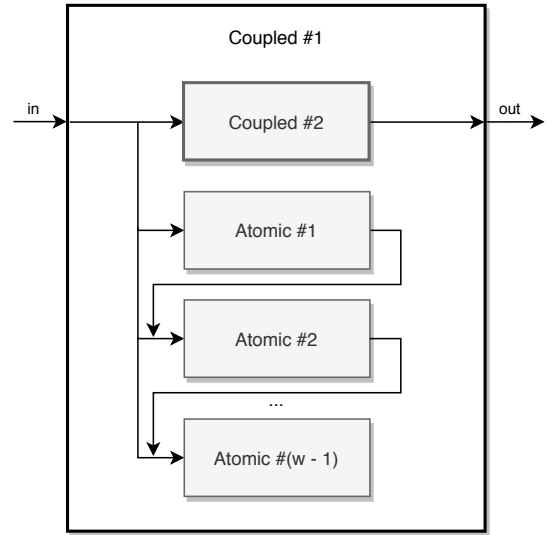 Coupled #1
in
Coupled #2
out
Atomic #1
Atomic #2
...
Atomic #(w - 1)